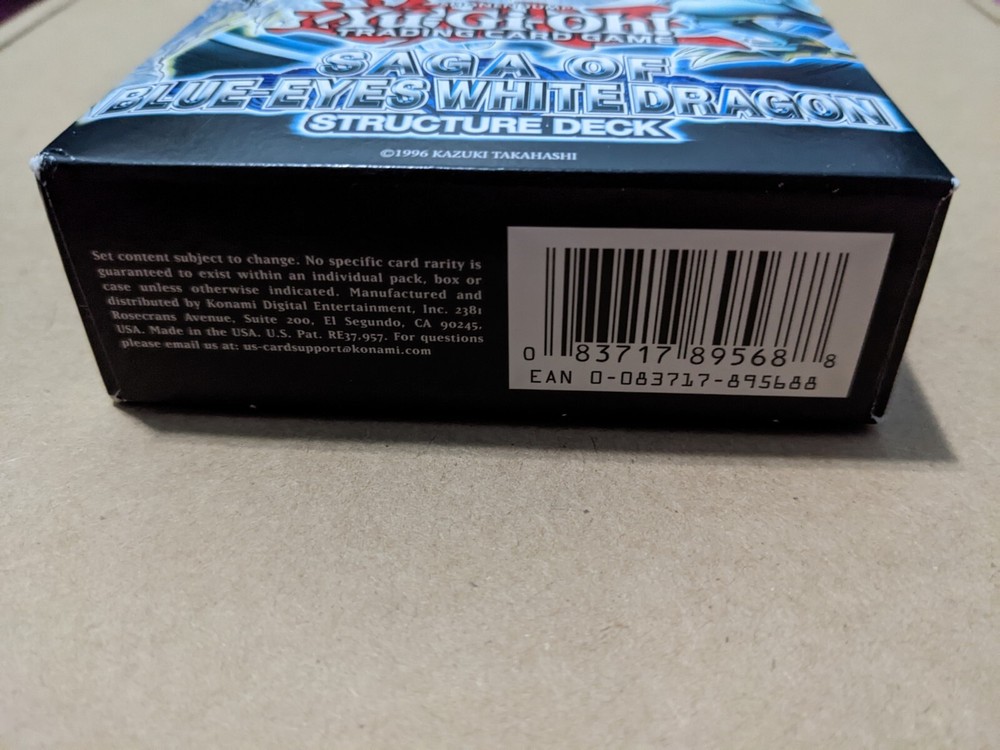 Yu-Gi-Oh!
TRADING CARD GAME
SAGA OF
BLUE-EYES WHITE DRAGON
STRUCTURE DECK
©1996 KAZUKI TAKAHASHI
Set content subject to change. No specific card rarity is
guaranteed to exist within an individual pack, box or
case unless otherwise indicated. Manufactured and
distributed by Konami Digital Entertainment, Inc. 2381
Rosecrans Avenue, Suite 200, El Segundo, CA 90245,
USA. Made in the USA. U.S. Pat. RE37,957. For questions
please email us at: us-cardsupport@konami.com
0 83717 89568 8
EAN 0-083717-895688